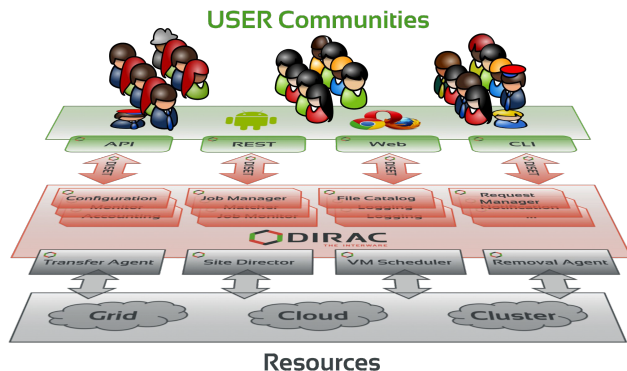 USER Communities
API
REST
Web
CLI
DISET
DISET
DISET
DISET
Configuration
Monitor
Accounting
Job Manager
Matcher
Job Monitor
File Catalog
Logging
Logging
Request
Manager
Notification
...
DIRAC
THE INTERWARE
Transfer Agent
Site Director
VM Scheduler
Removal Agent
Grid
Cloud
Cluster
Resources